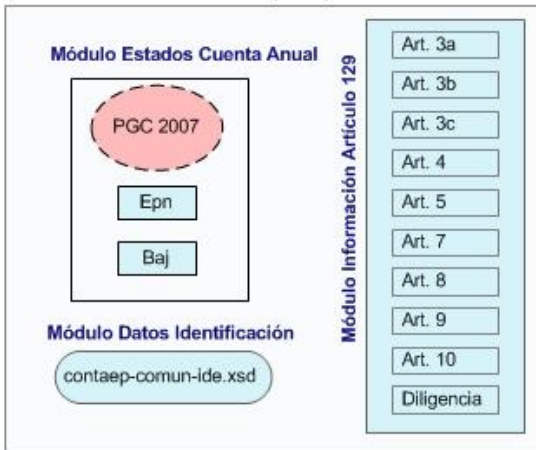 Módulo Estados Cuenta Anual
PGC 2007
Epn
Baj
Módulo Datos Identificación
contaep-comun-ide.xsd
Módulo Información Artículo 129
Art. 3a
Art. 3b
Art. 3c
Art. 4
Art. 5
Art. 7
Art. 8
Art. 9
Art. 10
Diligencia